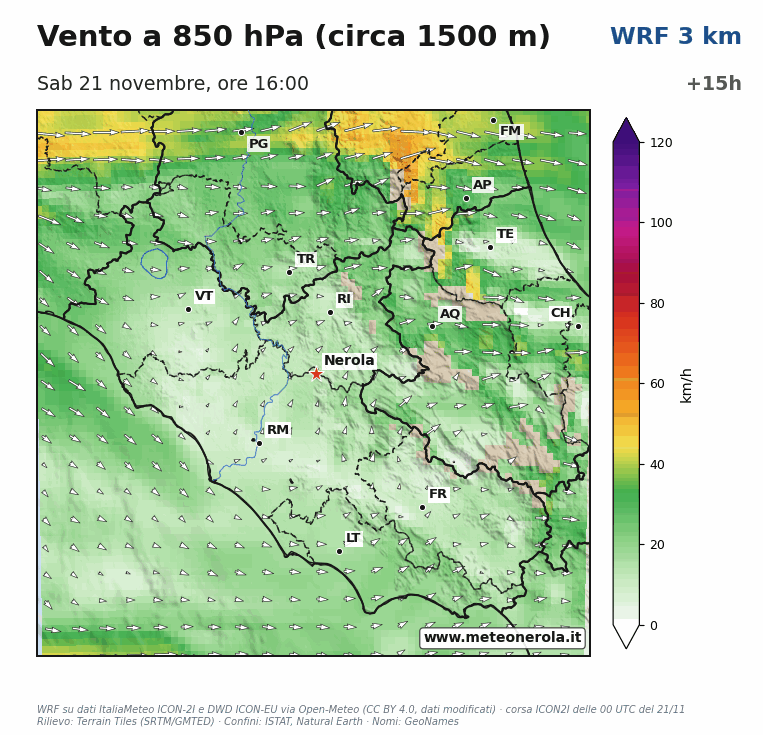 Vento a 850 hPa (circa 1500 m)
WRF 3 km
Sab 21 novembre, ore 16:00
+15h
PG
FM
AP
TE
TR
VT
RI
AQ
CH
Nerola
RM
FR
LT
www.meteonerola.it
120
100
80
60
40
20
0
km/h
WRF su dati ItaliaMeteo ICON-2I e DWD ICON-EU via Open-Meteo (CC BY 4.0, dati modificati) · corsa ICON2I delle 00 UTC del 21/11
Rilievo: Terrain Tiles (SRTM/GMTED) · Confini: ISTAT, Natural Earth · Nomi: GeoNames